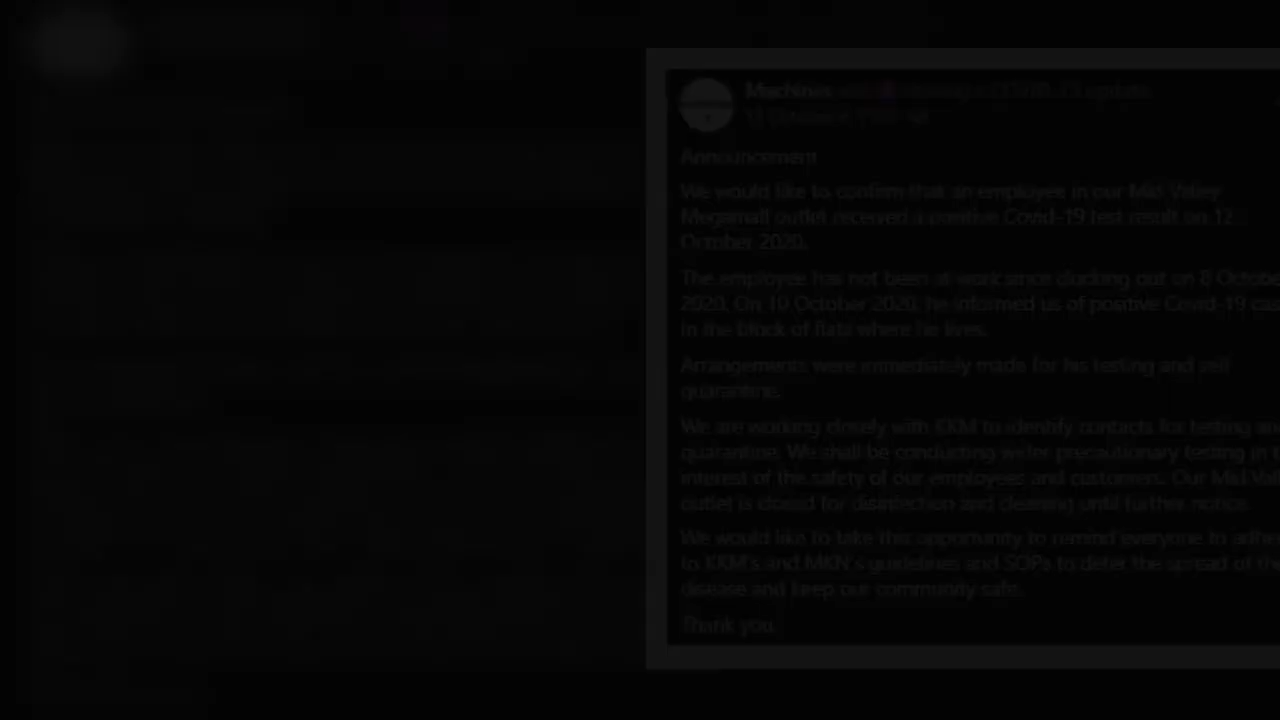 Machines
Announcement
We would like to confirm that an employee in our Mid Valley
Megamall outlet received a positive Covid-19 test result on 12
October 2020.
The employee has not been at work since clocking out on 8 Octobe
2020. On 10 October 2020, he informed us of positive Covid-19 cas
in the block of flats where he lives.
Arrangements were immediately made for his testing and self
quarantine.
We are working closely with KKM to identify contacts for testing an
quarantine. We shall be conducting wider precautionary testing in
interest of the safety of our employees and customers. Our Mid Val
outlet is closed for disinfection and cleaning until further notice.
We would like to take this opportunity to remind everyone to adhe
to KKM's and MKN's guidelines and SOPs to deter the spread of the
disease and keep our community safe.
Thank you